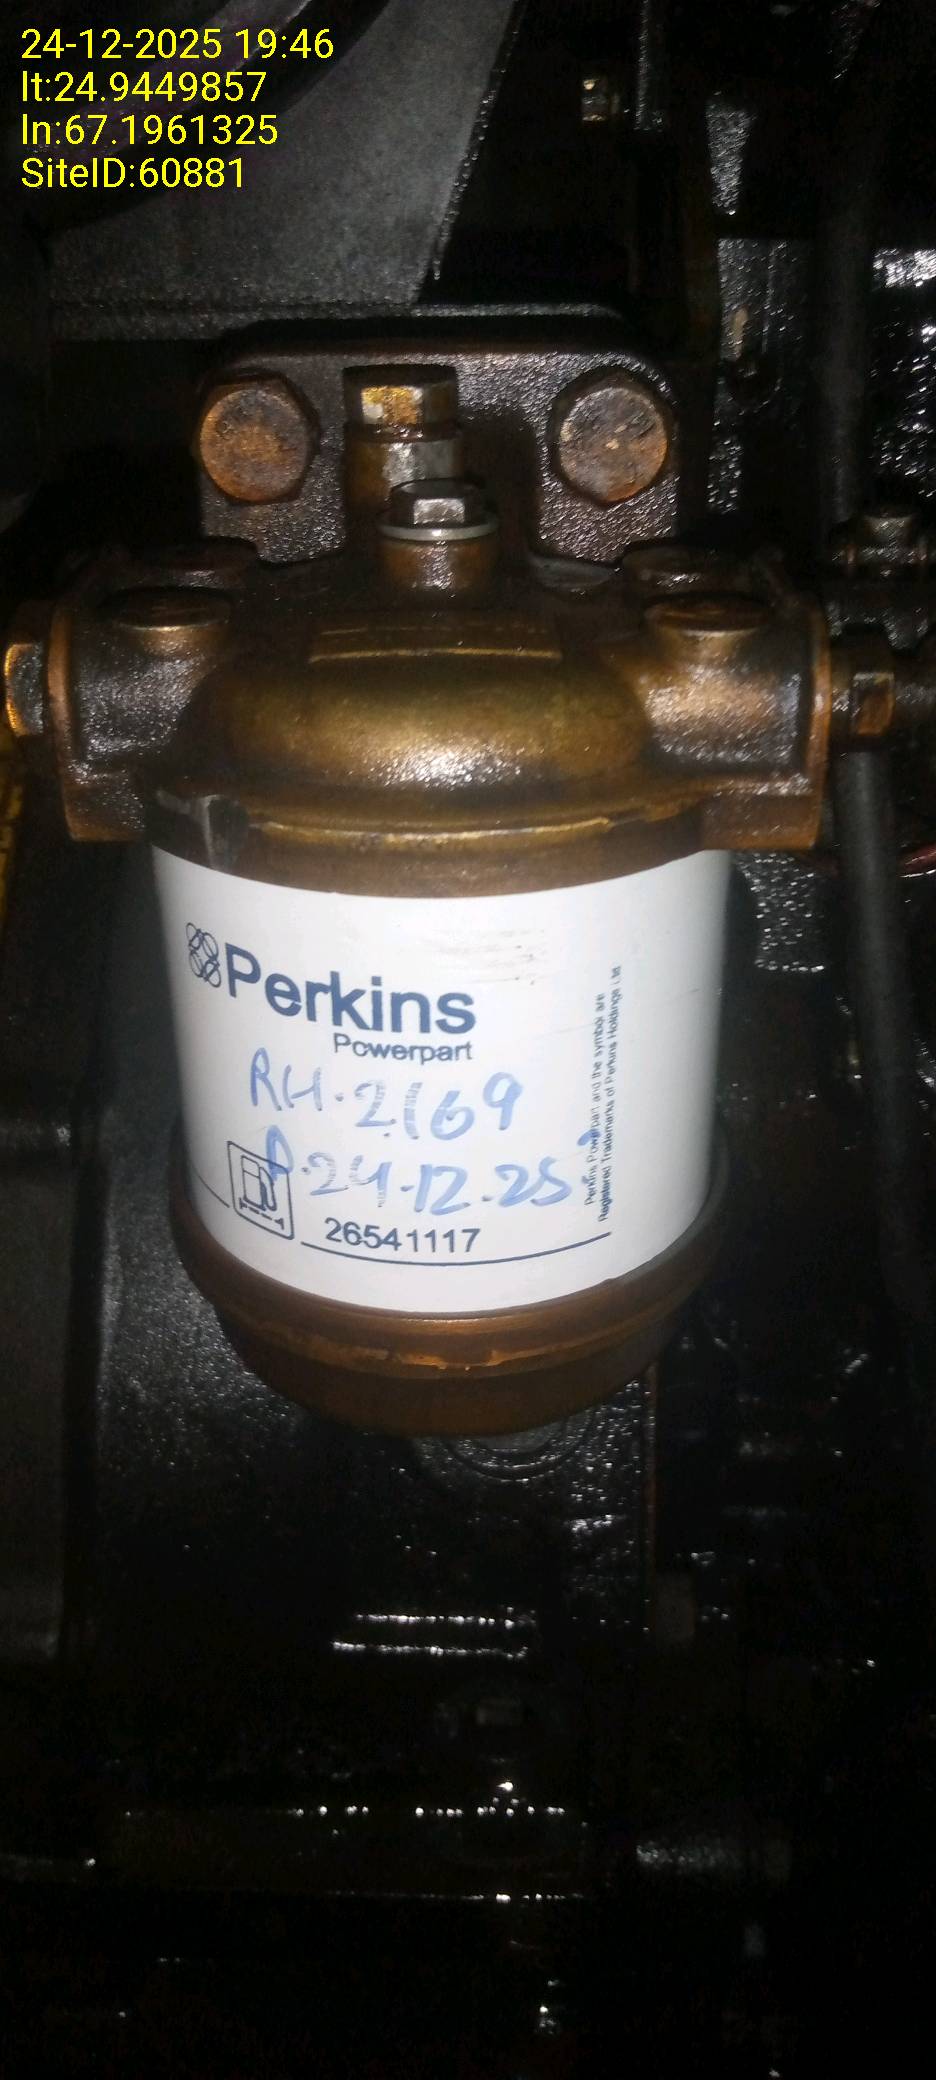 24-12-2025 19:46
lt:24.9449857
ln:67.1961325
SiteID:60881
Perkins
Powerpart
RH.2169
D.24-12-25
26541117
Perkins Powerpart and the symbol are
Registered Trademarks of Perkins Holdings Ltd